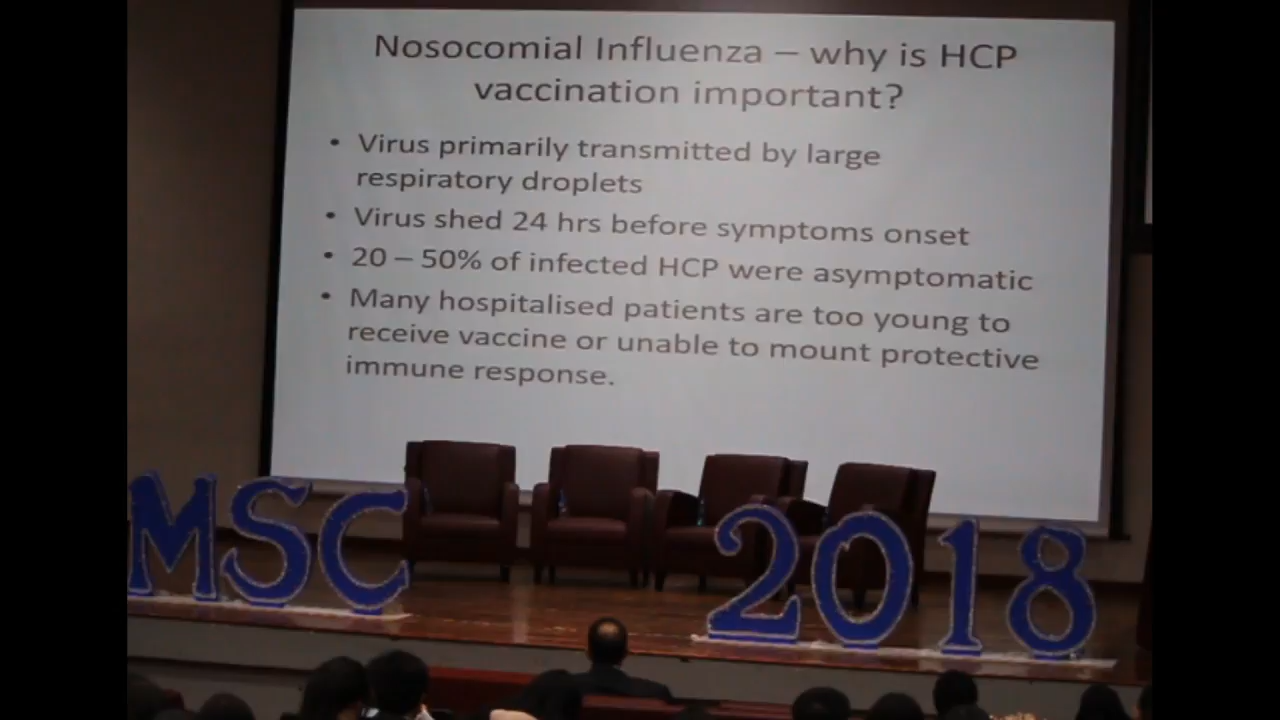 Nosocomial Influenza – why is HCP
vaccination important?
• Virus primarily transmitted by large
respiratory droplets
• Virus shed 24 hrs before symptoms onset
• 20 – 50% of infected HCP were asymptomatic
• Many hospitalised patients are too young to
receive vaccine or unable to mount protective
immune response.
MSC 2018